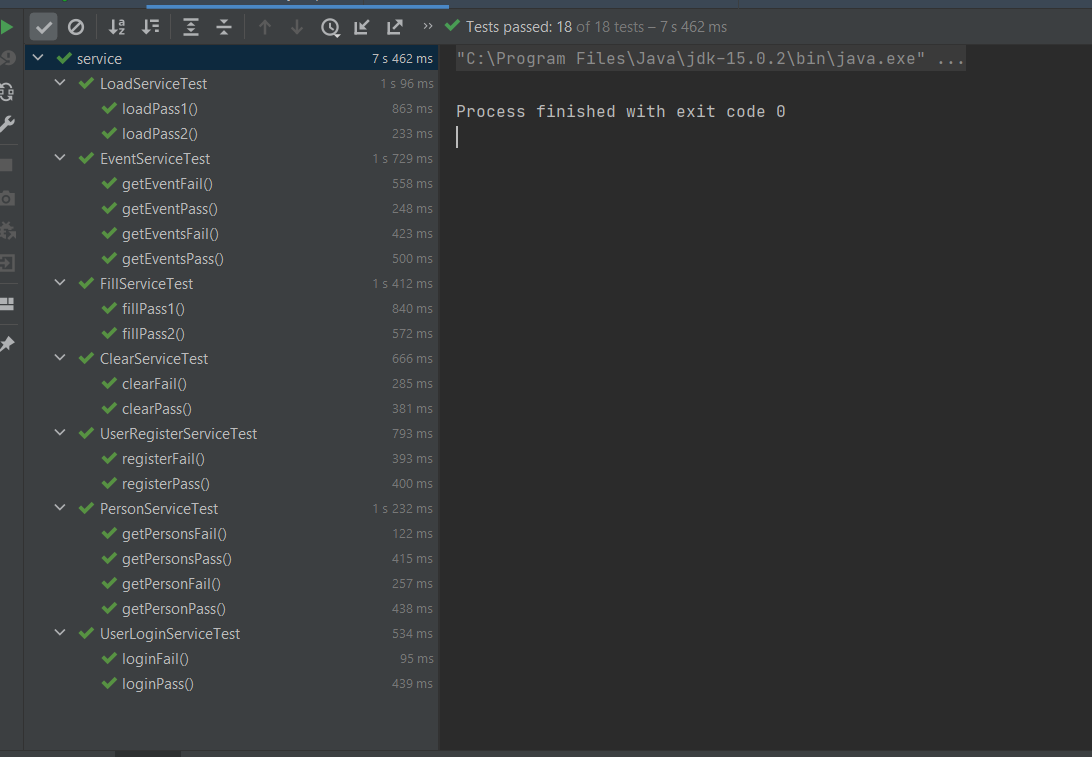 Tests passed: 18 of 18 tests – 7 s 462 ms
service 7 s 462 ms
LoadServiceTest 1 s 96 ms
loadPass1() 863 ms
loadPass2() 233 ms
EventServiceTest 1 s 729 ms
getEventFail() 558 ms
getEventPass() 248 ms
getEventsFail() 423 ms
getEventsPass() 500 ms
FillServiceTest 1 s 412 ms
fillPass1() 840 ms
fillPass2() 572 ms
ClearServiceTest 666 ms
clearFail() 285 ms
clearPass() 381 ms
UserRegisterServiceTest 793 ms
registerFail() 393 ms
registerPass() 400 ms
PersonServiceTest 1 s 232 ms
getPersonsFail() 122 ms
getPersonsPass() 415 ms
getPersonFail() 257 ms
getPersonPass() 438 ms
UserLoginServiceTest 534 ms
loginFail() 95 ms
loginPass() 439 ms
"C:\Program Files\Java\jdk-15.0.2\bin\java.exe" ...
Process finished with exit code 0